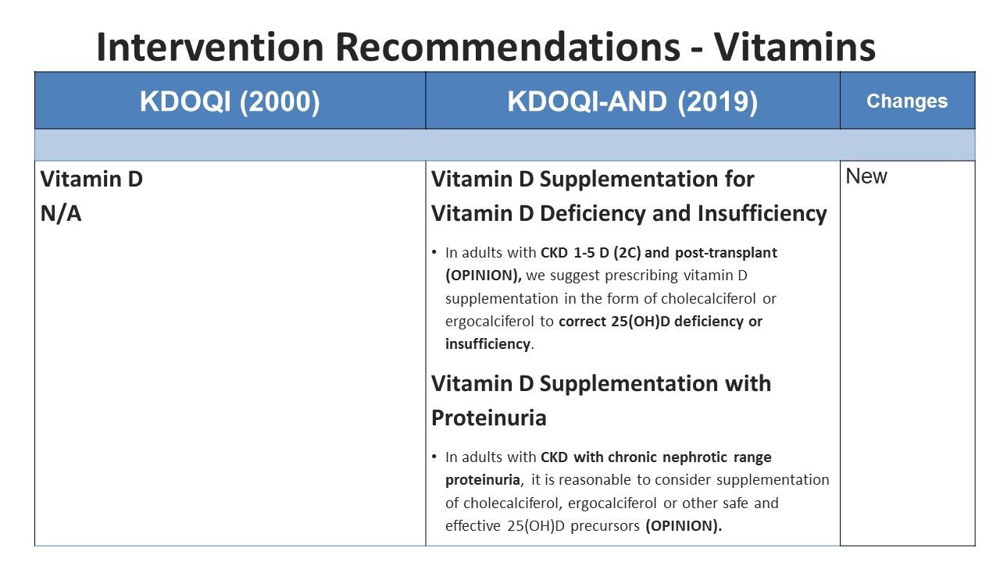 Intervention Recommendations - Vitamins
KDOQI (2000)
KDOQI-AND (2019)
Changes
Vitamin D
N/A
Vitamin D Supplementation for
Vitamin D Deficiency and Insufficiency
• In adults with CKD 1-5 D (2C) and post-transplant
(OPINION), we suggest prescribing vitamin D
supplementation in the form of cholecalciferol or
ergocalciferol to correct 25(OH)D deficiency or
insufficiency.
Vitamin D Supplementation with
Proteinuria
• In adults with CKD with chronic nephrotic range
proteinuria, it is reasonable to consider supplementation
of cholecalciferol, ergocalciferol or other safe and
effective 25(OH)D precursors (OPINION).
New